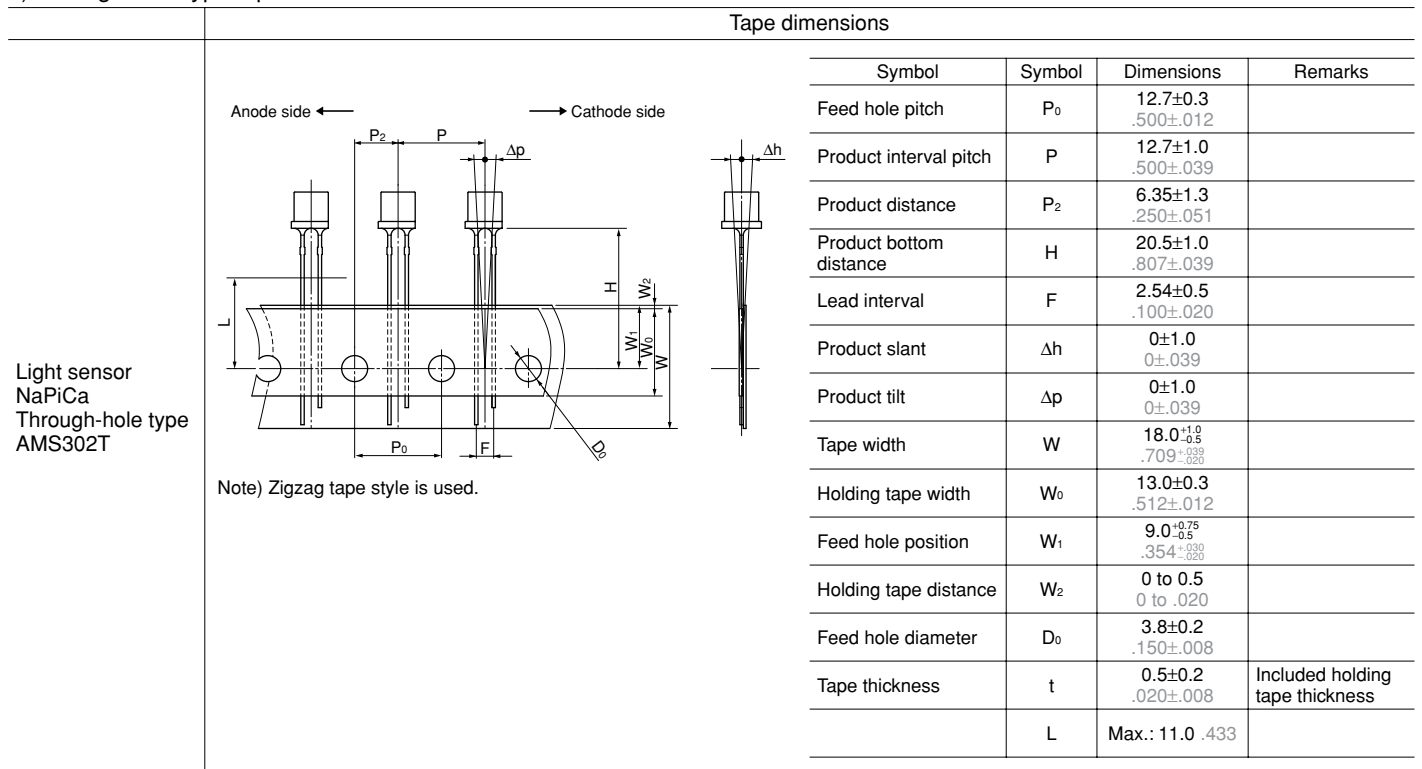 Tape dimensions
Light sensor
NaPiCa
Through-hole type
AMS302T
Anode side
Cathode side
P2
P
Δp
Δh
L
H
W2
W1
W0
W
P0
F
D0
Note) Zigzag tape style is used.
Symbol Symbol Dimensions Remarks
Feed hole pitch P0 12.7±0.3
.500±.012
Product interval pitch P 12.7±1.0
.500±.039
Product distance P2 6.35±1.3
.250±.051
Product bottom
distance H 20.5±1.0
.807±.039
Lead interval F 2.54±0.5
.100±.020
Product slant Δh 0±1.0
0±.039
Product tilt Δp 0±1.0
0±.039
Tape width W 18.0+1.0 −0.5
.709+.039 −.020
Holding tape width W0 13.0±0.3
.512±.012
Feed hole position W1 9.0+0.75 −0.5
.354+.030 −.020
Holding tape distance W2 0 to 0.5
0 to .020
Feed hole diameter D0 3.8±0.2
.150±.008
Tape thickness t 0.5±0.2
.020±.008
Included holding
tape thickness
L Max.: 11.0 .433